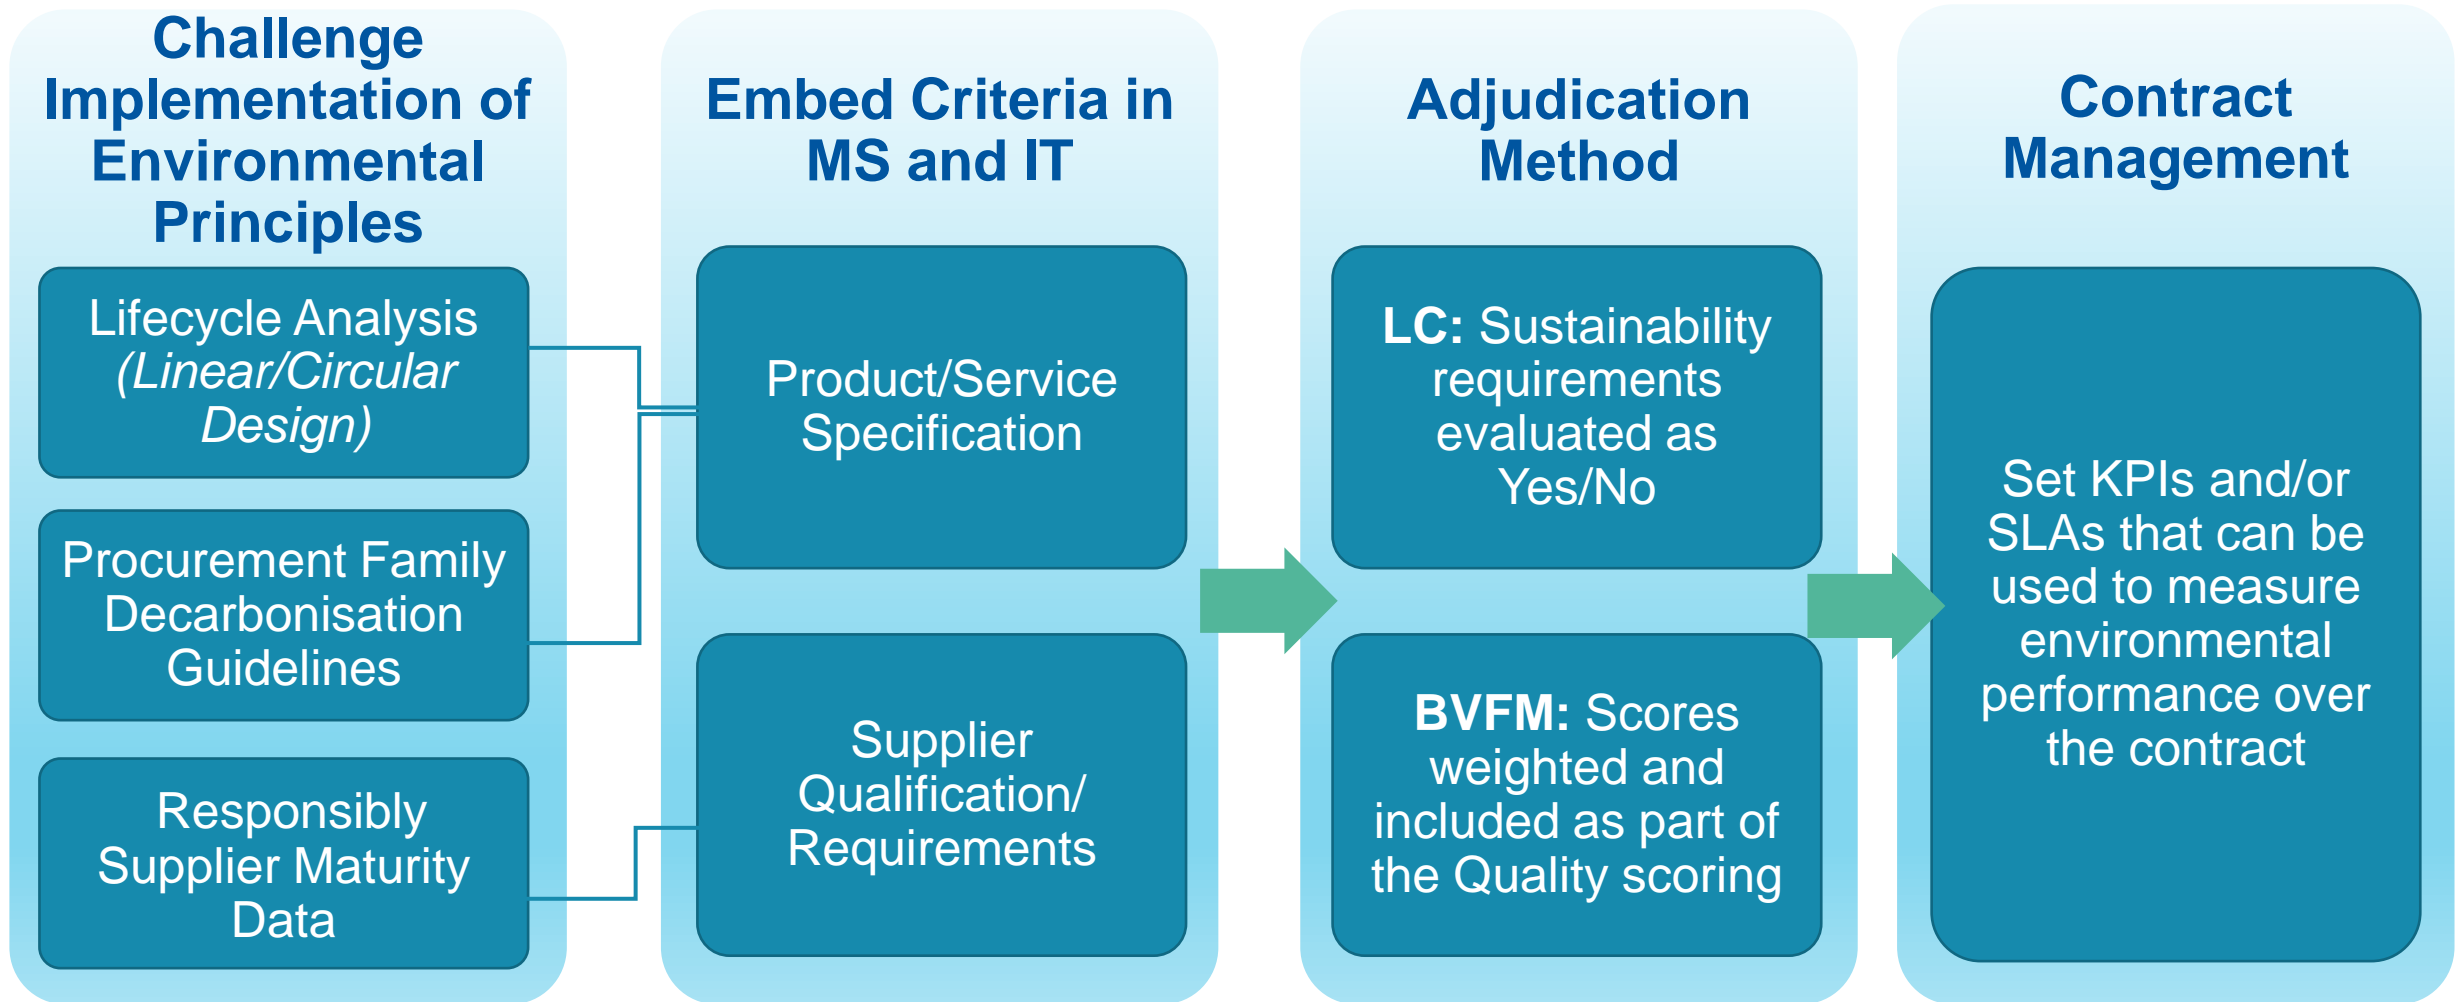 Challenge
Implementation of
Environmental
Principles
Lifecycle Analysis
(Linear/Circular
Design)
Procurement Family
Decarbonisation
Guidelines
Responsibly
Supplier Maturity
Data
Embed Criteria in
MS and IT
Product/Service
Specification
Supplier
Qualification/
Requirements
Adjudication
Method
LC: Sustainability
requirements
evaluated as
Yes/No
BVFM: Scores
weighted and
included as part of
the Quality scoring
Contract
Management
Set KPIs and/or
SLAs that can be
used to measure
environmental
performance over
the contract